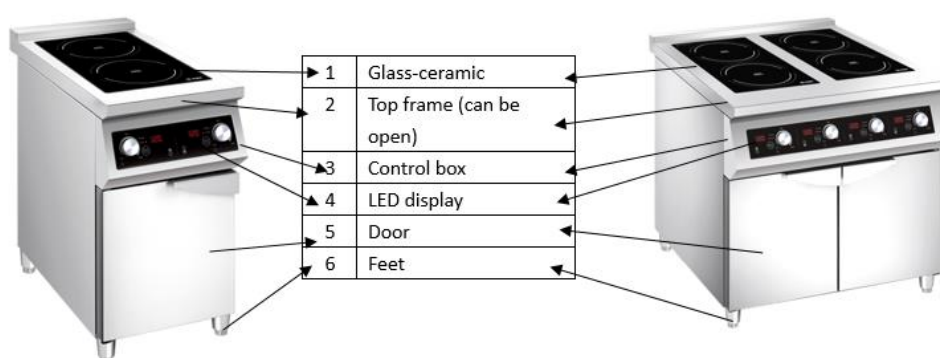 1 Glass-ceramic
2 Top frame (can be
open)
3 Control box
4 LED display
5 Door
6 Feet